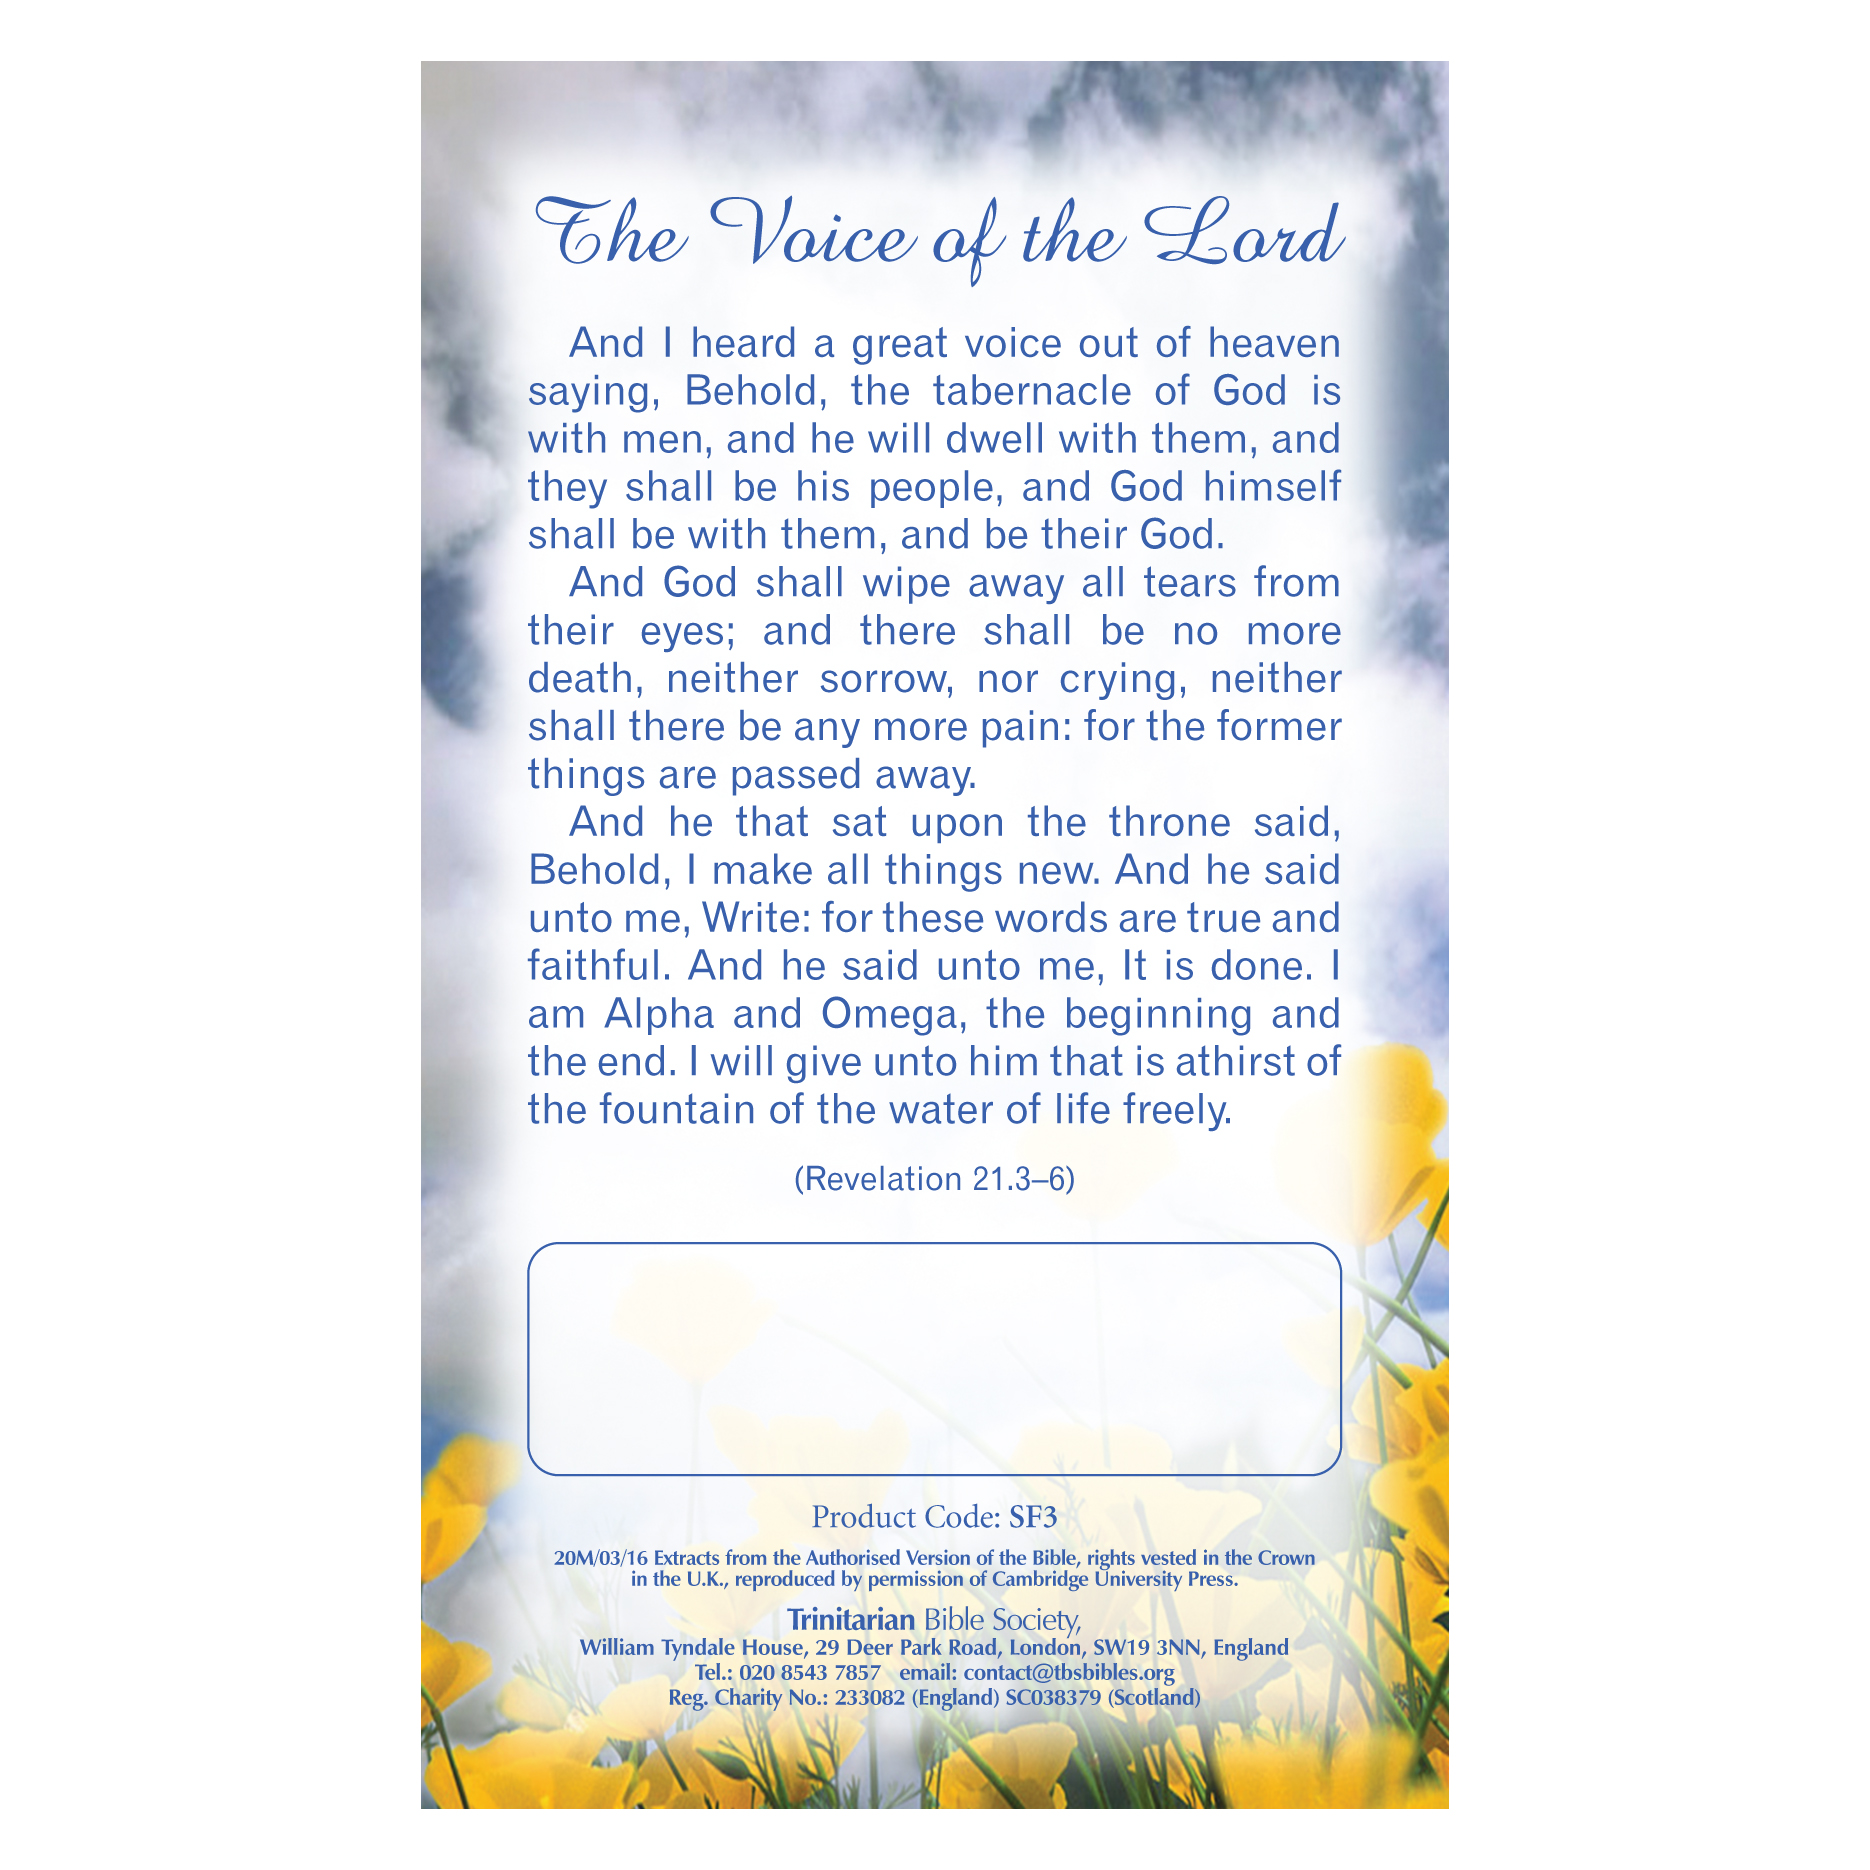 The Voice of the Lord
And I heard a great voice out of heaven
saying, Behold, the tabernacle of God is
with men, and he will dwell with them, and
they shall be his people, and God himself
shall be with them, and be their God.
And God shall wipe away all tears from
their eyes; and there shall be no more
death, neither sorrow, nor crying, neither
shall there be any more pain: for the former
things are passed away.
And he that sat upon the throne said,
Behold, I make all things new. And he said
unto me, Write: for these words are true and
faithful. And he said unto me, It is done. I
am Alpha and Omega, the beginning and
the end. I will give unto him that is athirst of
the fountain of the water of life freely.
(Revelation 21.3–6)
Product Code: SF3
20M/03/16 Extracts from the Authorised Version of the Bible, rights vested in the Crown
in the U.K., reproduced by permission of Cambridge University Press.
Trinitarian Bible Society,
William Tyndale House, 29 Deer Park Road, London, SW19 3NN, England
Tel.: 020 8543 7857 email: contact@tbsbibles.org
Reg. Charity No.: 233082 (England) SC038379 (Scotland)